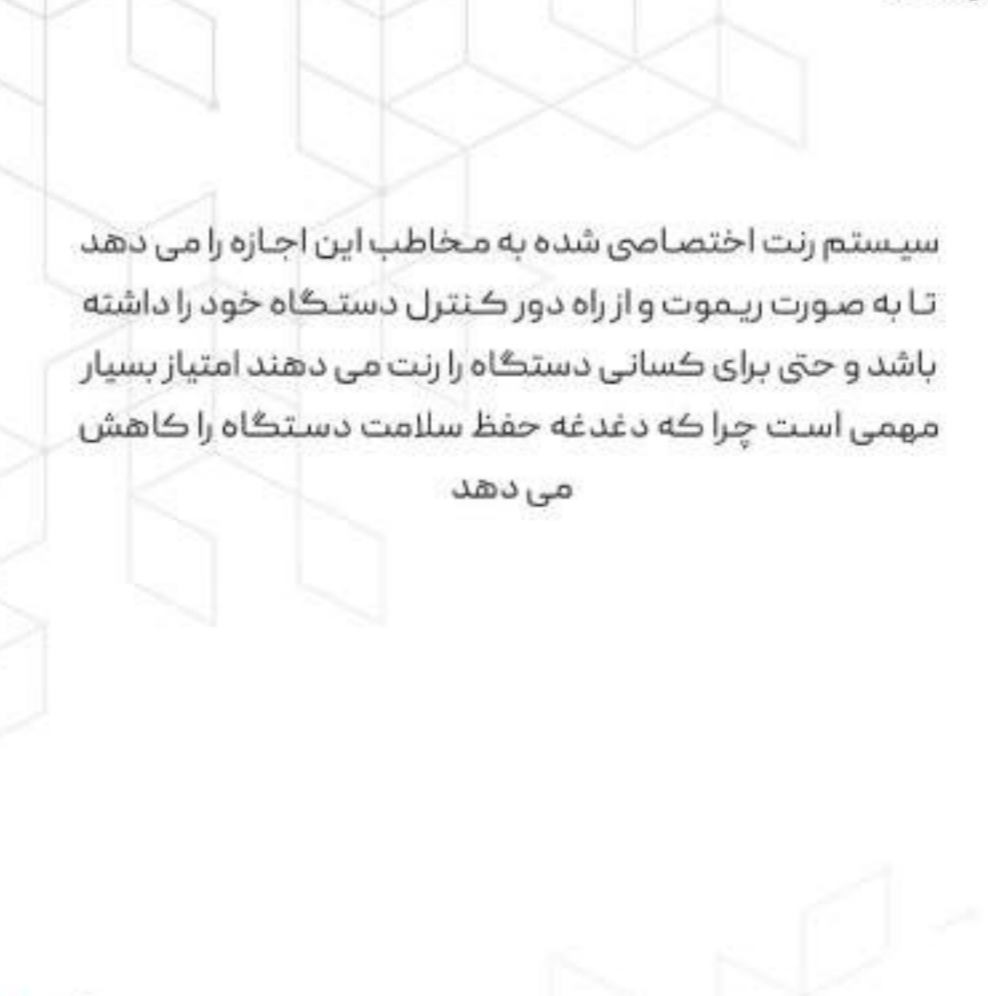 سیستم رنت اختصاصی شده به مخاطب این اجازه را می دهد
تا به صورت ریموت و از راه دور کنترل دستگاه خود را داشته
باشد و حتی برای کسانی دستگاه را رنت می دهند امتیاز بسیار
مهمی است چرا که دغدغه حفظ سلامت دستگاه را کاهش
می دهد